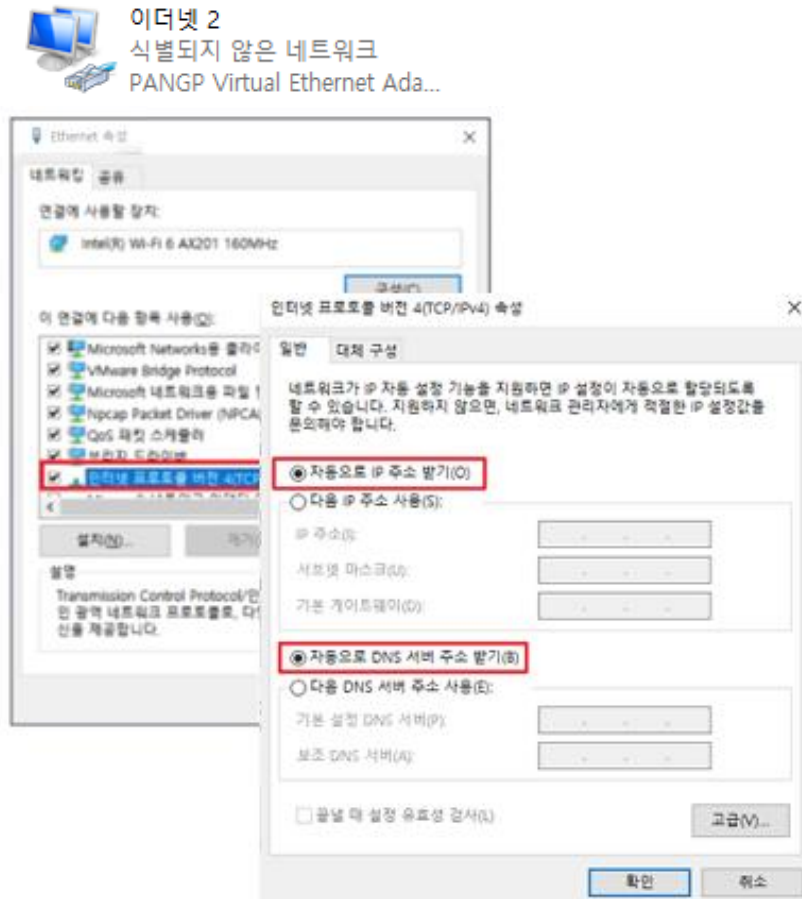 이더넷 2
식별되지 않은 네트워크
PANGP Virtual Ethernet Ada...
Ethernet 속성
네트워킹
공유
연결에 사용할 장치:
Intel(R) Wi-Fi 6 AX201 160MHz
구성(C)
이 연결에 다음 항목 사용(O):
Microsoft Networks용 클라이
VMware Bridge Protocol
Microsoft 네트워크용 파일
Npcap Packet Driver (NPCA
QoS 패킷 스케줄러
브리지 드라이버
인터넷 프로토콜 버전 4(TCP
설치(N)...
설명
Transmission Control Protocol/인
인 광역 네트워크 프로토콜로, 다
신을 제공합니다.
인터넷 프로토콜 버전 4(TCP/IPv4) 속성
일반
대체 구성
네트워크가 IP 자동 설정 기능을 지원하면 IP 설정이 자동으로 할당되도록
할 수 있습니다. 지원하지 않으면, 네트워크 관리자에게 적절한 IP 설정값을
문의해야 합니다.
자동으로 IP 주소 받기(O)
다음 IP 주소 사용(S):
IP 주소(I):
서브넷 마스크(U):
기본 게이트웨이(D):
자동으로 DNS 서버 주소 받기(B)
다음 DNS 서버 주소 사용(E):
기본 설정 DNS 서버(P):
보조 DNS 서버(A):
끝낼 때 설정 유효성 검사(L)
고급(V)...
확인
취소